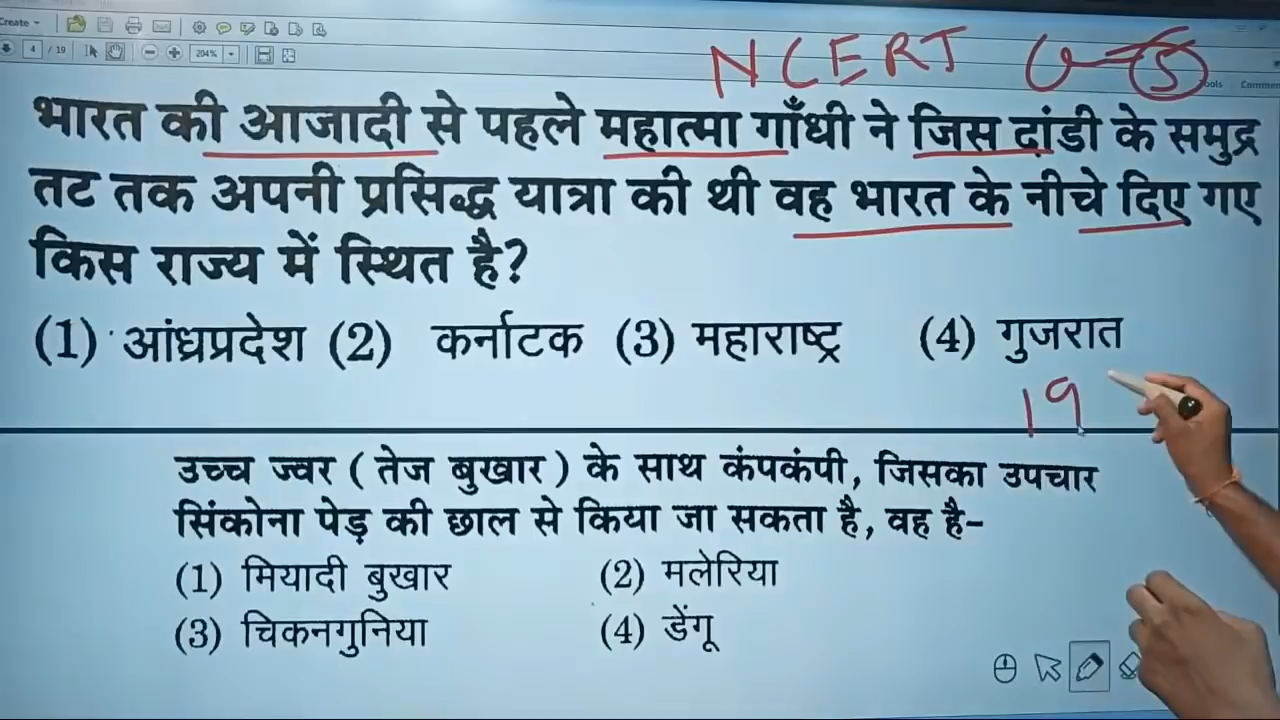 Create
4 / 19
204%
NCERT
5
Tools
Commen
भारत की आजादी से पहले महात्मा गाँधी ने जिस दांडी के समुद्र
तट तक अपनी प्रसिद्ध यात्रा की थी वह भारत के नीचे दिए गए
किस राज्य में स्थित है?
(1) आंध्रप्रदेश (2) कर्नाटक (3) महाराष्ट्र (4) गुजरात
19
उच्च ज्वर ( तेज बुखार ) के साथ कंपकंपी, जिसका उपचार
सिंकोना पेड़ की छाल से किया जा सकता है, वह है-
(1) मियादी बुखार (2) मलेरिया
(3) चिकनगुनिया (4) डेंगू